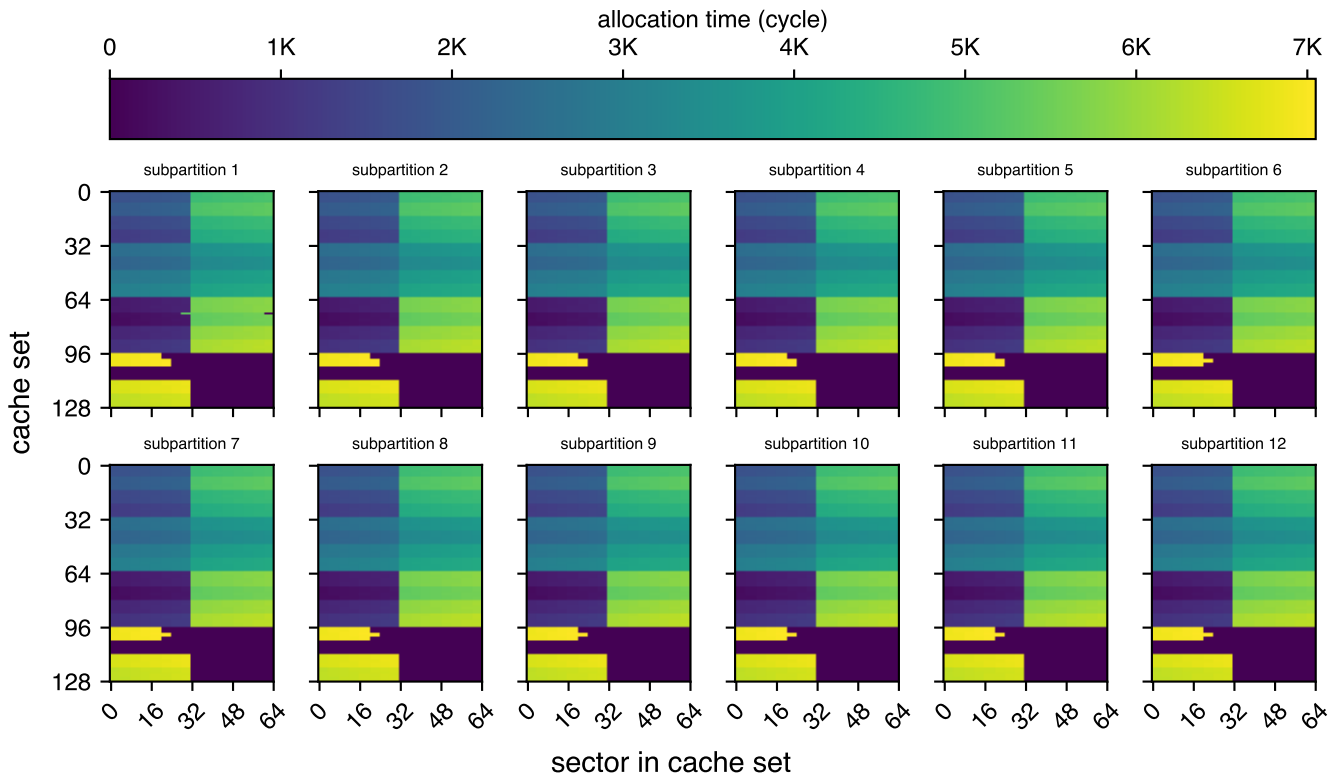 allocation time (cycle)
0 1K 2K 3K 4K 5K 6K 7K
subpartition 1 subpartition 2 subpartition 3 subpartition 4 subpartition 5 subpartition 6
0
32
64
96
128
cache set
subpartition 7 subpartition 8 subpartition 9 subpartition 10 subpartition 11 subpartition 12
0
32
64
96
128
0 16 32 48 64 0 16 32 48 64 0 16 32 48 64 0 16 32 48 64 0 16 32 48 64 0 16 32 48 64
sector in cache set